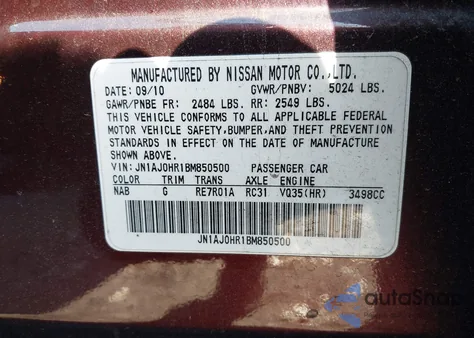 MANUFACTURED BY NISSAN MOTOR CO.,LTD.
DATE: 09/10 GVWR/PNBV: 5024 LBS.
GAWR/PNBE FR: 2484 LBS. RR: 2549 LBS.
THIS VEHICLE CONFORMS TO ALL APPLICABLE FEDERAL
MOTOR VEHICLE SAFETY,BUMPER,AND THEFT PREVENTION
STANDARDS IN EFFECT ON THE DATE OF MANUFACTURE
SHOWN ABOVE.
VIN: JN1AJ0HR1BM850500 PASSENGER CAR
COLOR TRIM TRANS AXLE ENGINE
NAB G RE7R01A RC31 VQ35(HR) 3498CC
JN1AJ0HR1BM850500
autoSnap